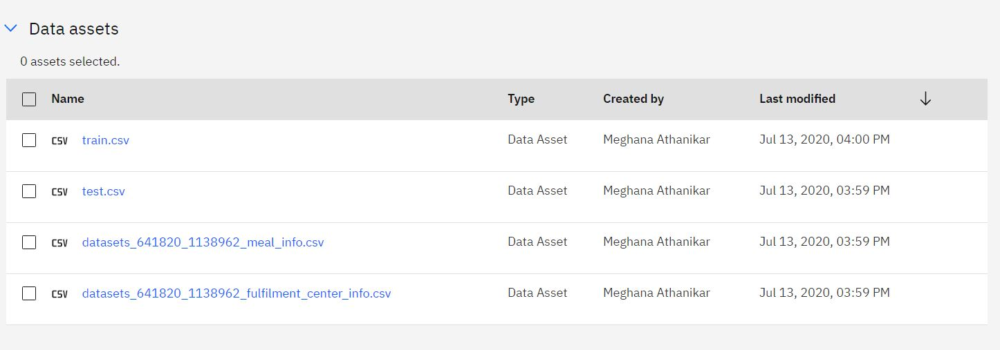 Data assets
0 assets selected.
Name Type Created by Last modified
CSV train.csv Data Asset Meghana Athanikar Jul 13, 2020, 04:00 PM
CSV test.csv Data Asset Meghana Athanikar Jul 13, 2020, 03:59 PM
CSV datasets_641820_1138962_meal_info.csv Data Asset Meghana Athanikar Jul 13, 2020, 03:59 PM
CSV datasets_641820_1138962_fulfilment_center_info.csv Data Asset Meghana Athanikar Jul 13, 2020, 03:59 PM